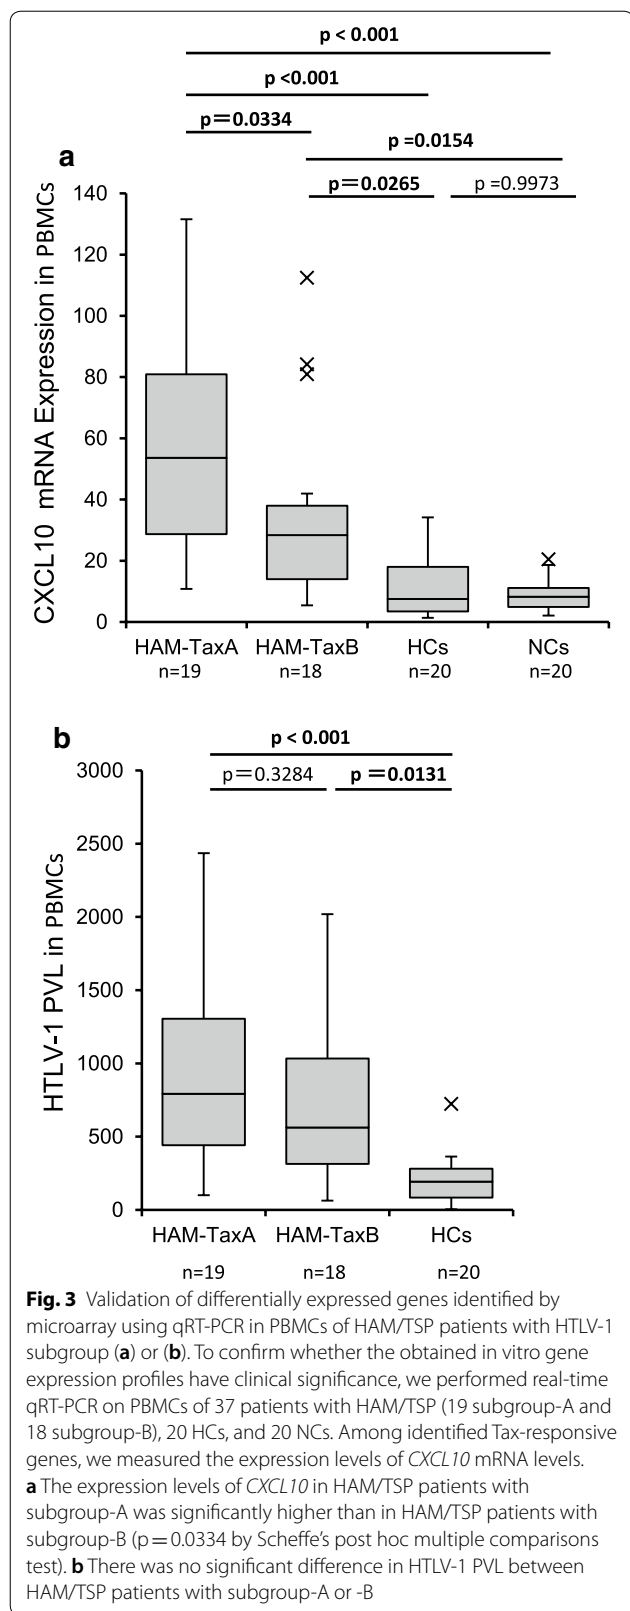 p < 0.001
p <0.001
p=0.0334
p =0.0154
a
p=0.0265
p =0.9973
CXCL10 mRNA Expression in PBMCs
140
120
100
80
60
40
20
0
HAM-TaxA
HAM-TaxB
HCs
NCs
n=19
n=18
n=20
n=20
b
p < 0.001
p=0.3284
p =0.0131
HTLV-1 PVL in PBMCs
3000
2500
2000
1500
1000
500
0
HAM-TaxA
HAM-TaxB
HCs
n=19
n=18
n=20
Fig. 3 Validation of differentially expressed genes identified by
microarray using qRT-PCR in PBMCs of HAM/TSP patients with HTLV-1
subgroup (a) or (b). To confirm whether the obtained in vitro gene
expression profiles have clinical significance, we performed real-time
qRT-PCR on PBMCs of 37 patients with HAM/TSP (19 subgroup-A and
18 subgroup-B), 20 HCs, and 20 NCs. Among identified Tax-responsive
genes, we measured the expression levels of CXCL10 mRNA levels.
a The expression levels of CXCL10 in HAM/TSP patients with
subgroup-A was significantly higher than in HAM/TSP patients with
subgroup-B (p = 0.0334 by Scheffe's post hoc multiple comparisons
test). b There was no significant difference in HTLV-1 PVL between
HAM/TSP patients with subgroup-A or -B